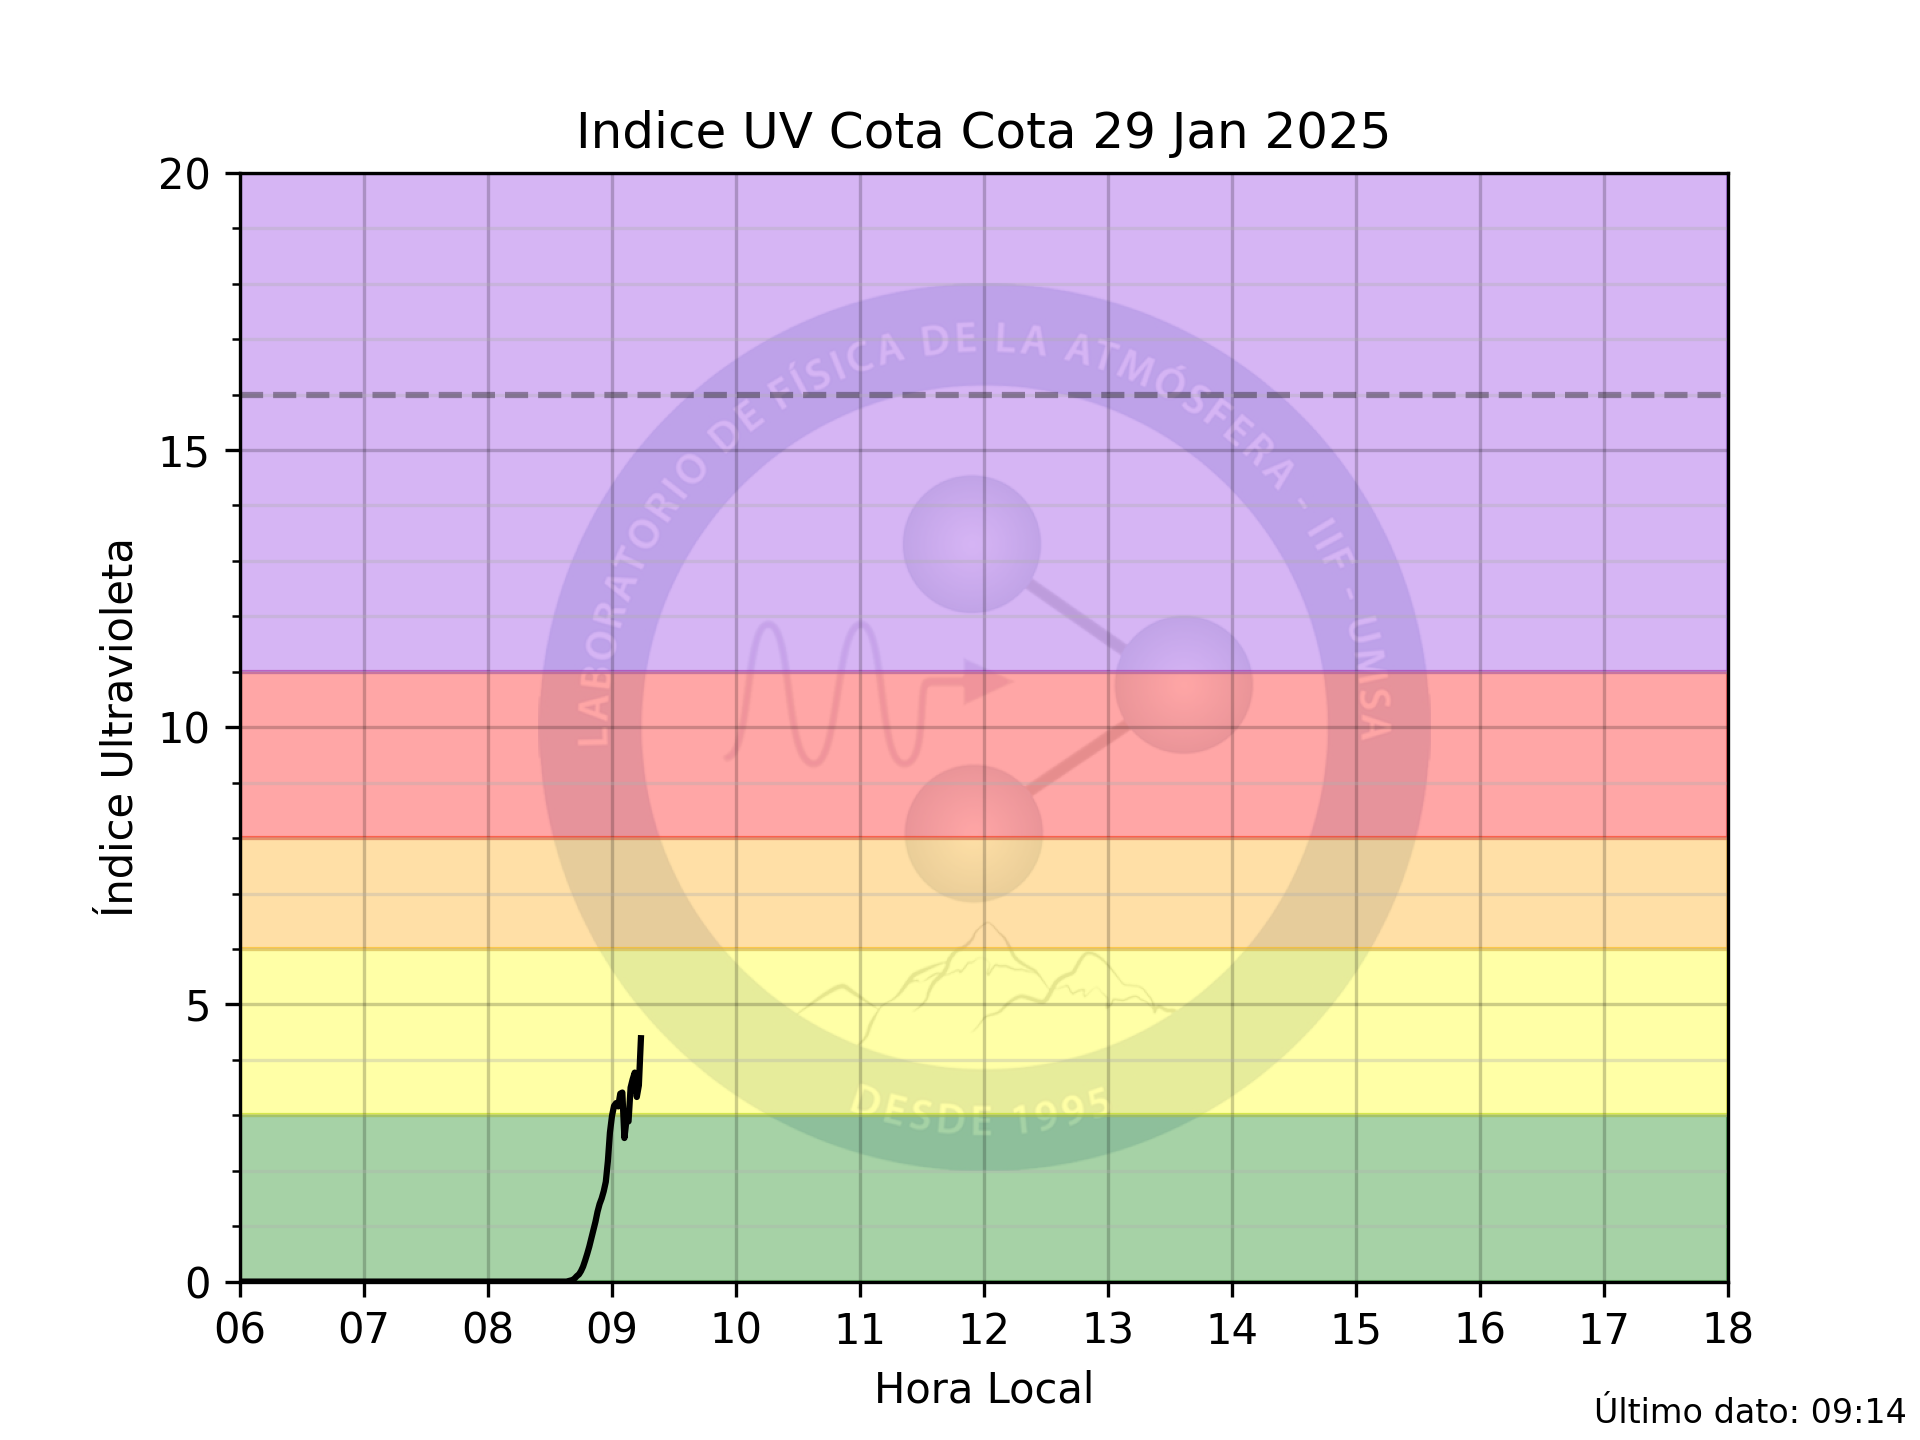 Indice UV Cota Cota 29 Jan 2025
20
15
10
5
0
Índice Ultravioleta
LABORATORIO DE FÍSICA DE LA ATMÓSFERA - IIF - UMSA
DESDE 1995
06 07 08 09 10 11 12 13 14 15 16 17 18
Hora Local
Último dato: 09:14